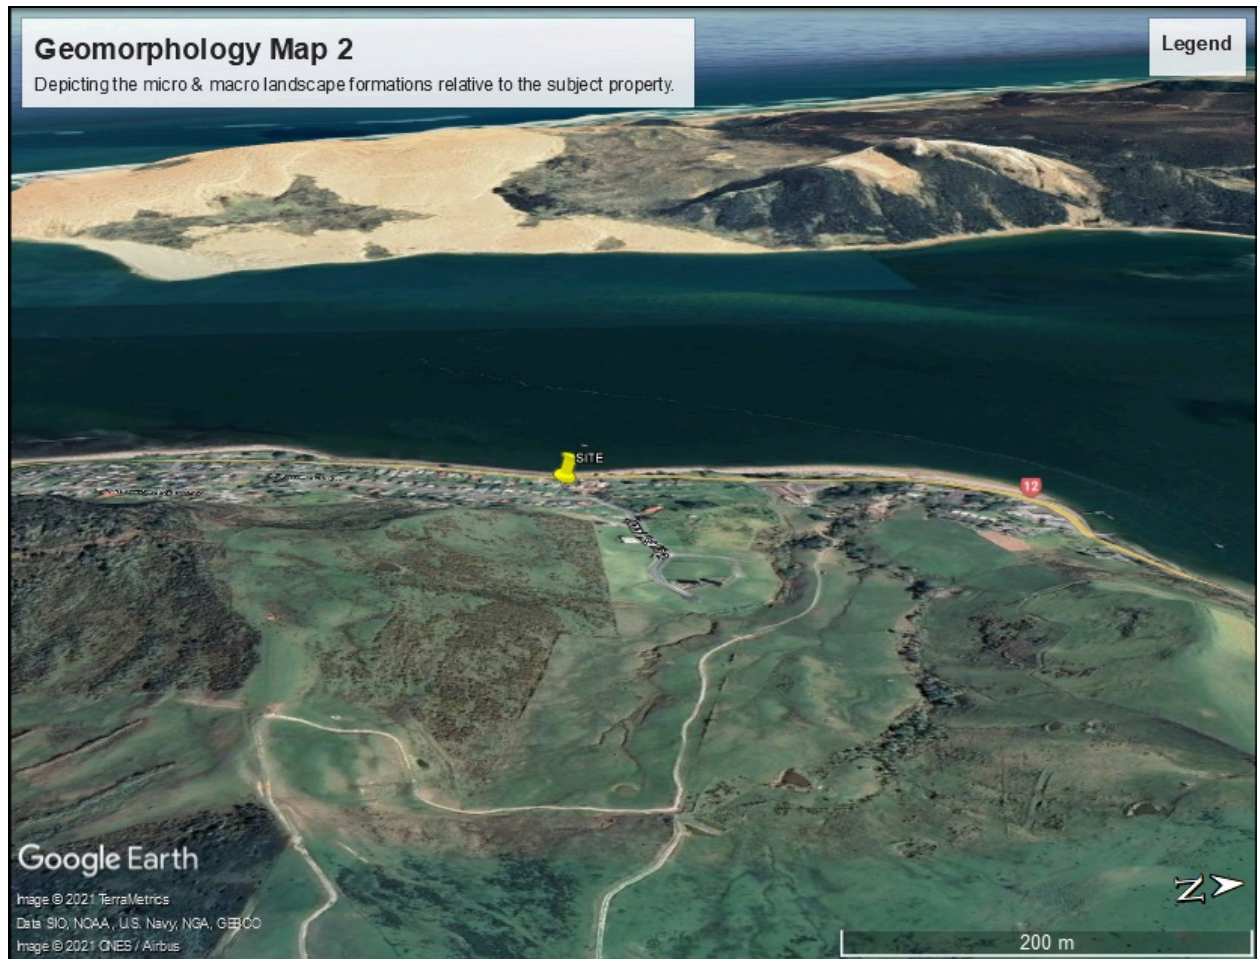 Geomorphology Map 2
Depicting the micro & macro landscape formations relative to the subject property.
Legend
SITE
12
Google Earth
Image © 2021 TerraMetrics
Data SIO, NOAA, U.S. Navy, NGA, GEBCO
Image © 2021 CNES / Airbus
N
200 m